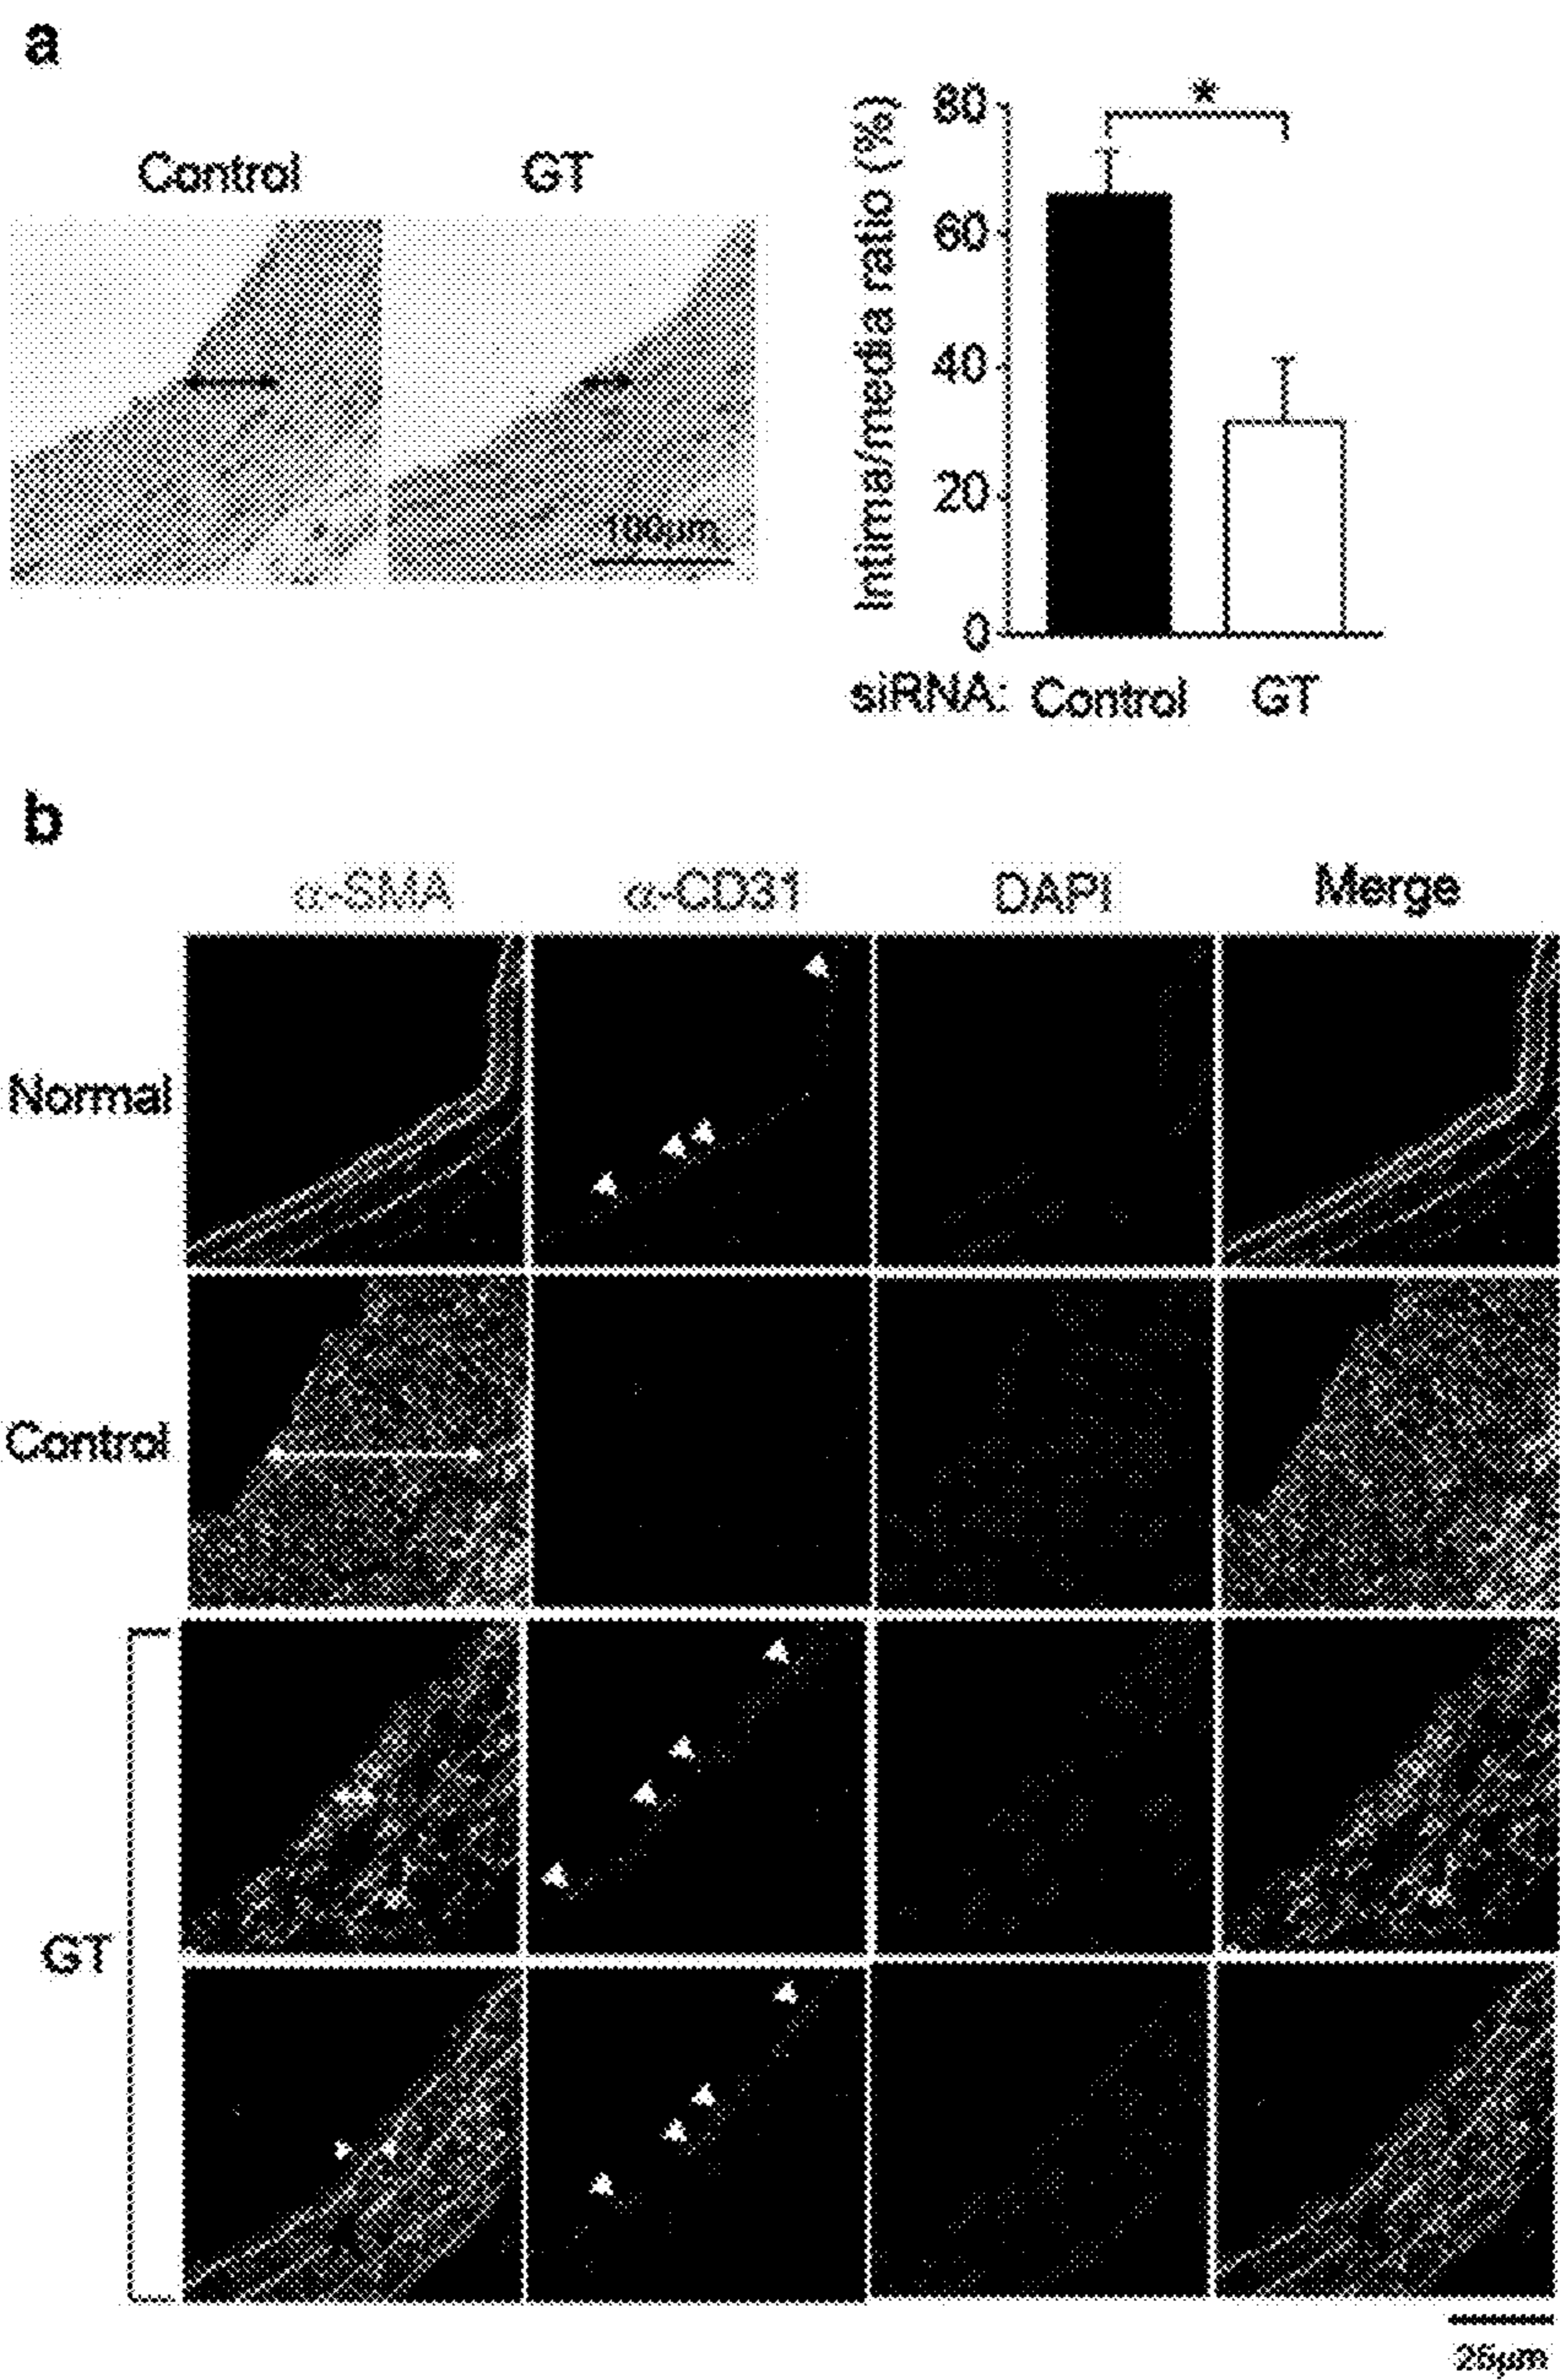 a
Control GT
100μm
Intima/media ratio (%)
80
60
40
20
0
*
siRNA: Control GT
b
α-SMA α-CD31 DAPI Merge
Normal
Control
GT
25μm